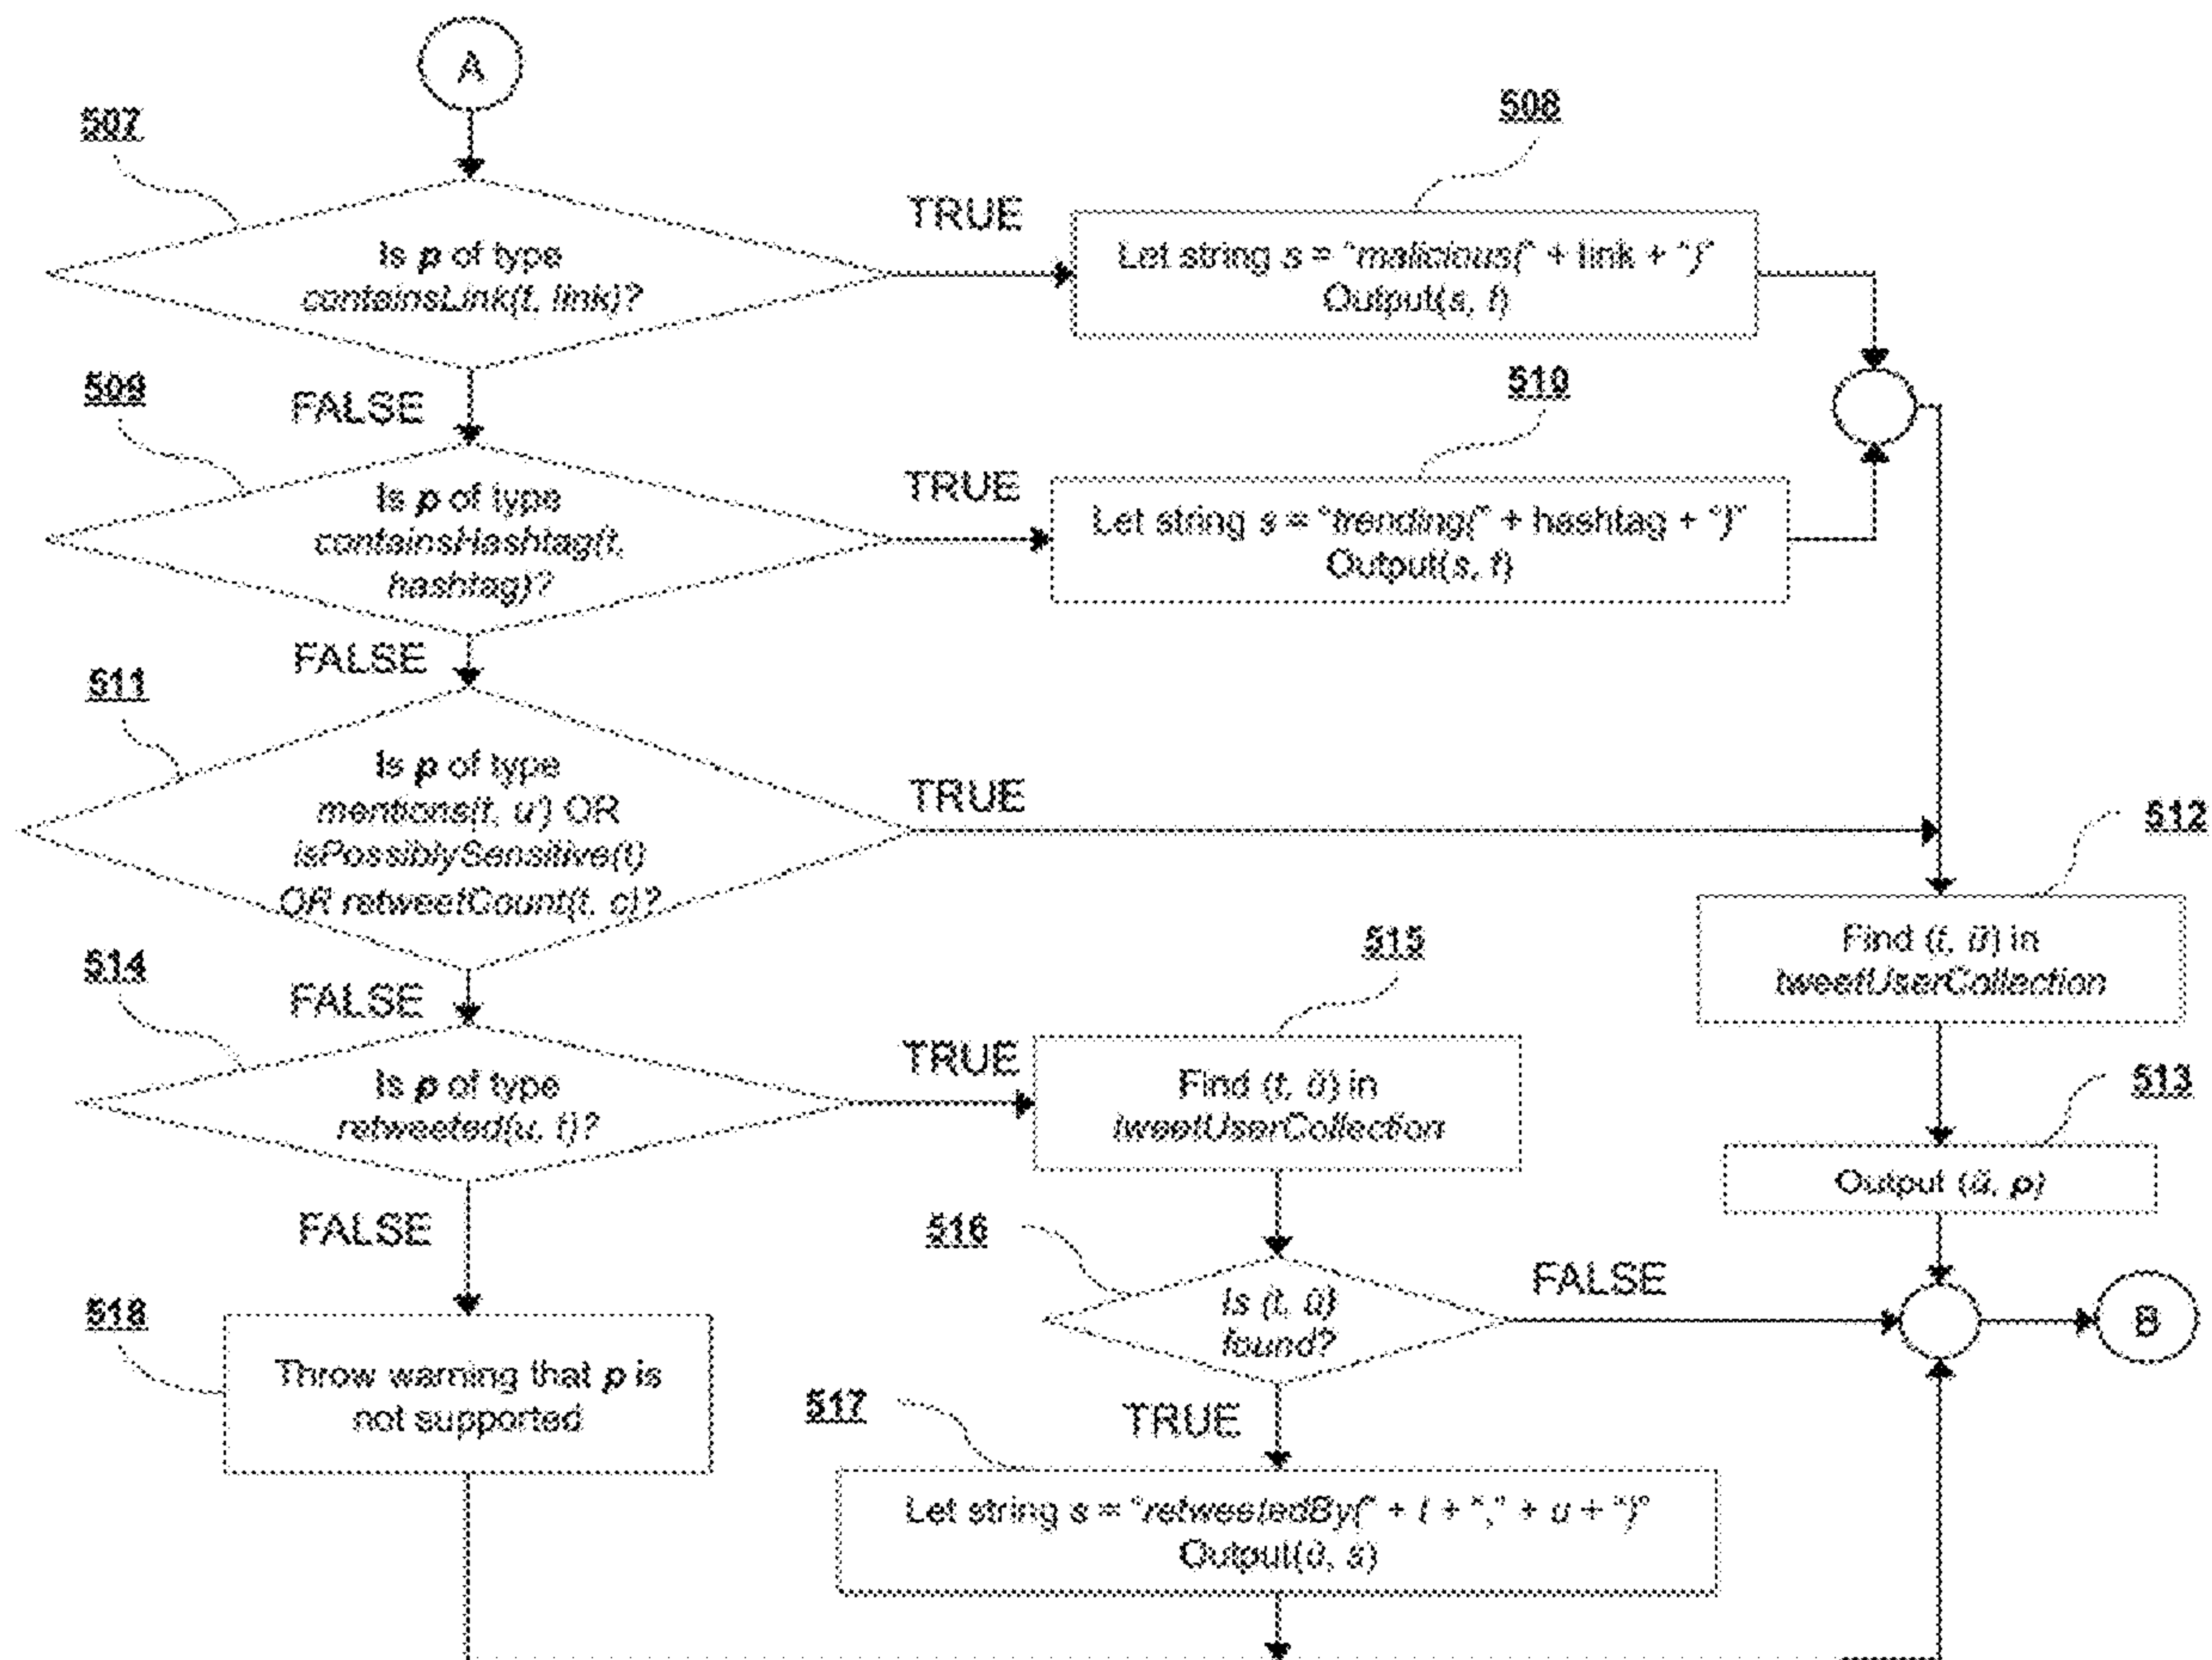 A
507
508
TRUE
Is p of type
containsLink(t, link)?
Let string s = "malicious(" + link + ")"
Output(s, t)
509
FALSE
510
TRUE
Is p of type
containsHashtag(t,
hashtag)?
Let string s = "trending(" + hashtag + ")"
Output(s, t)
FALSE
511
Is p of type
mentions(t, u') OR
isPossiblySensitive(t)
OR retweetCount(t, c)?
TRUE
512
Find (t, ũ) in
tweetUserCollection
514
FALSE
515
TRUE
Is p of type
retweeted(u, t)?
Find (t, ũ) in
tweetUserCollection
513
Output (ũ, p)
FALSE
516
Is (t, ũ)
found?
FALSE
B
518
Throw warning that p is
not supported
517
TRUE
Let string s = "retweetedBy(" + t + "," + u + ")"
Output(ũ, s)